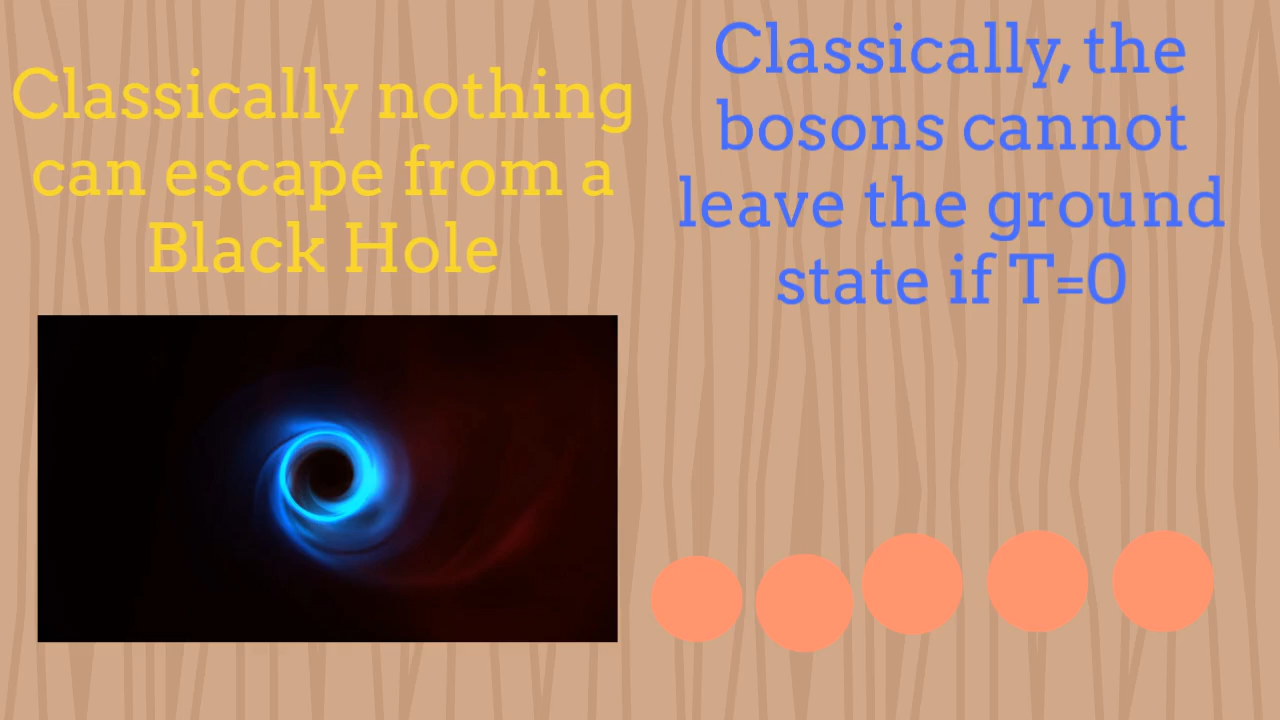 Classically nothing
can escape from a
Black Hole
Classically, the
bosons cannot
leave the ground
state if T=0